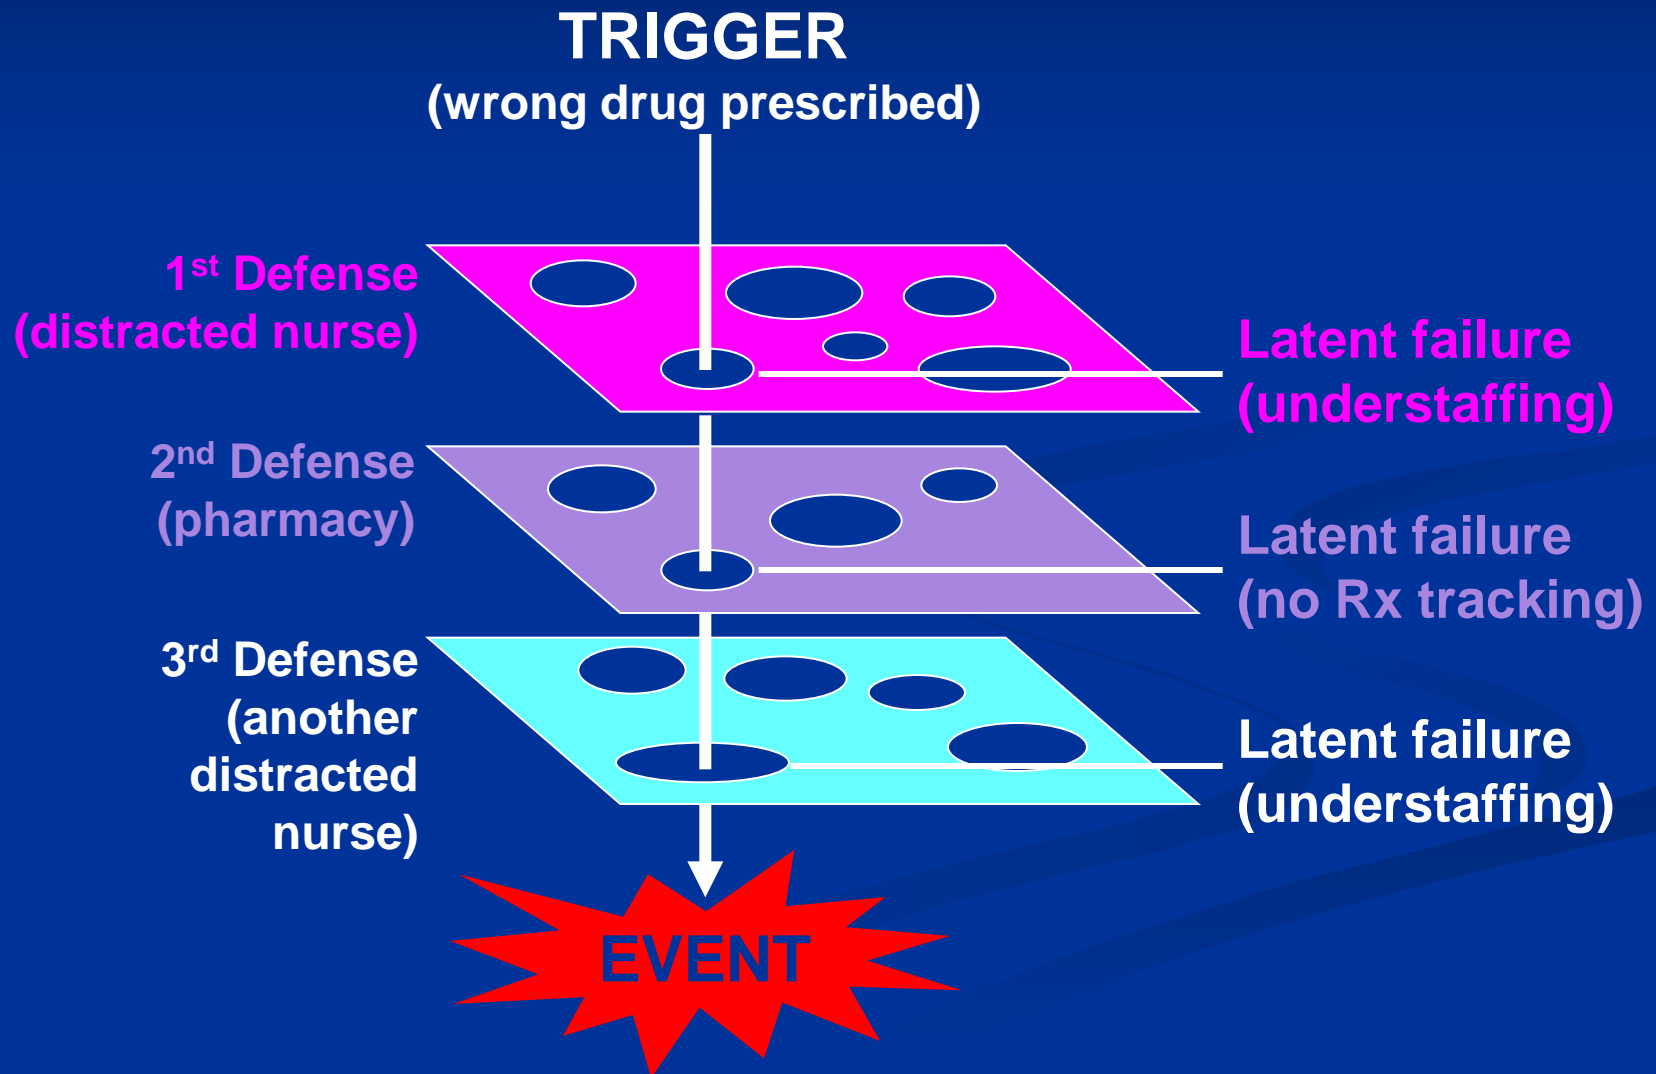 TRIGGER
(wrong drug prescribed)
1st Defense
(distracted nurse)
Latent failure
(understaffing)
2nd Defense
(pharmacy)
Latent failure
(no Rx tracking)
3rd Defense
(another
distracted
nurse)
Latent failure
(understaffing)
EVENT